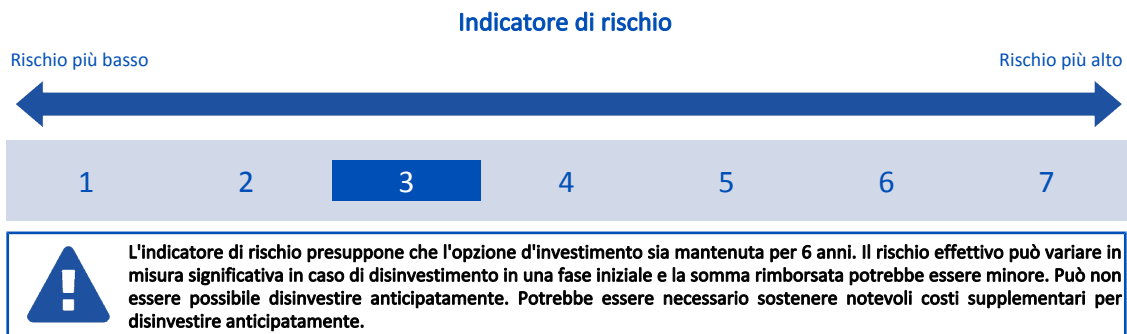 Indicatore di rischio
Rischio più basso Rischio più alto
1 2 3 4 5 6 7
L'indicatore di rischio presuppone che l'opzione d'investimento sia mantenuta per 6 anni. Il rischio effettivo può variare in
misura significativa in caso di disinvestimento in una fase iniziale e la somma rimborsata potrebbe essere minore. Può non
essere possibile disinvestire anticipatamente. Potrebbe essere necessario sostenere notevoli costi supplementari per
disinvestire anticipatamente.